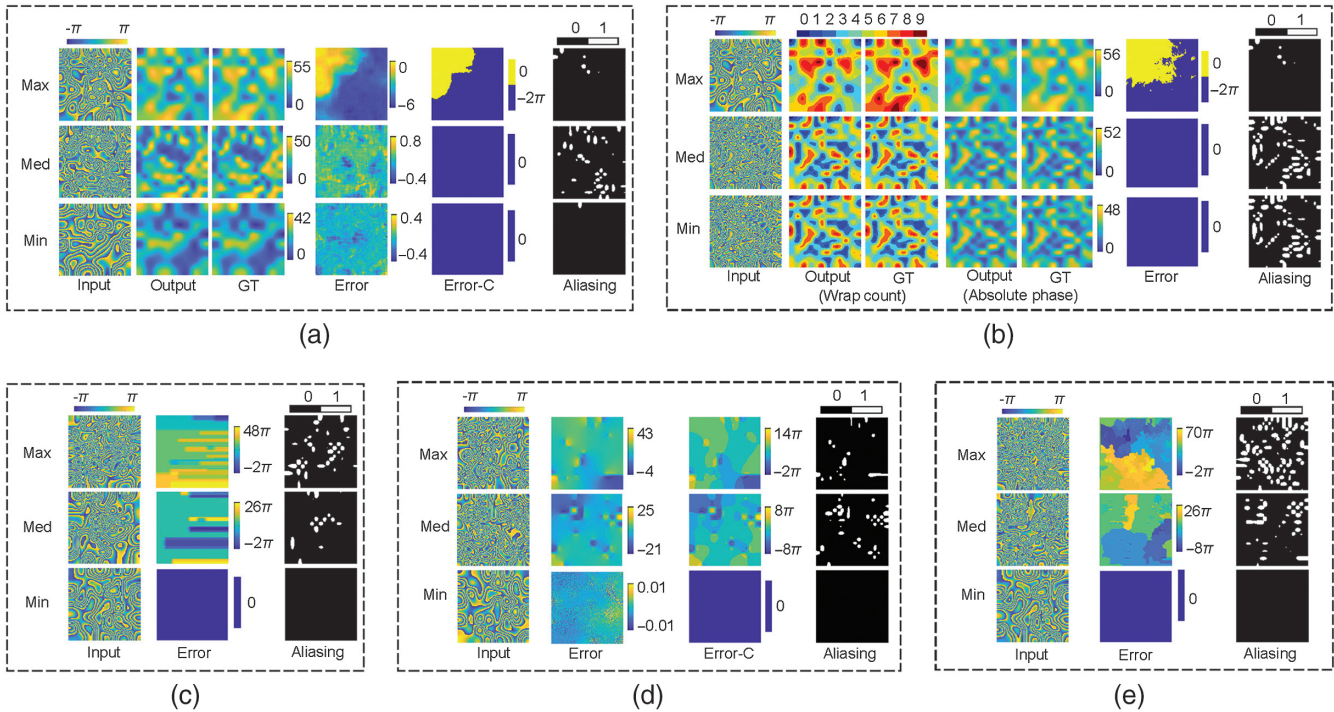 -π π 0 1
Max 55 0 0 -6 0 -2π
Med 50 0 0.8 -0.4 0
Min 42 0 0.4 -0.4 0
Input Output GT Error Error-C Aliasing
(a)
-π π 0 1 2 3 4 5 6 7 8 9 0 1
Max 56 0 0 -2π
Med 52 0 0
Min 48 0 0
Input Output GT Output GT Error Aliasing
(Wrap count) (Absolute phase)
(b)
-π π 0 1
Max 48π -2π
Med 26π -2π
Min 0
Input Error Aliasing
(c)
-π π 0 1
Max 43 -4 14π -2π
Med 25 -21 8π -8π
Min 0.01 -0.01 0
Input Error Error-C Aliasing
(d)
-π π 0 1
Max 70π -2π
Med 26π -8π
Min 0
Input Error Aliasing
(e)